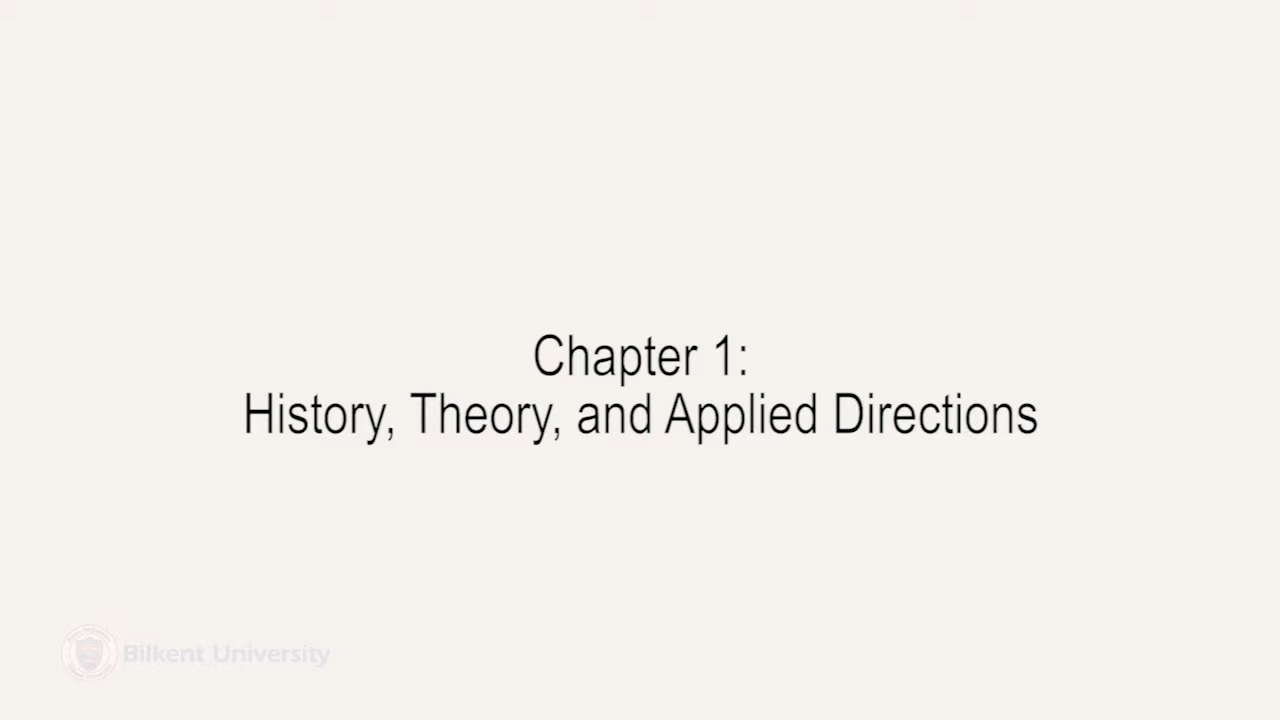 Chapter 1:
History, Theory, and Applied Directions
Bilkent University